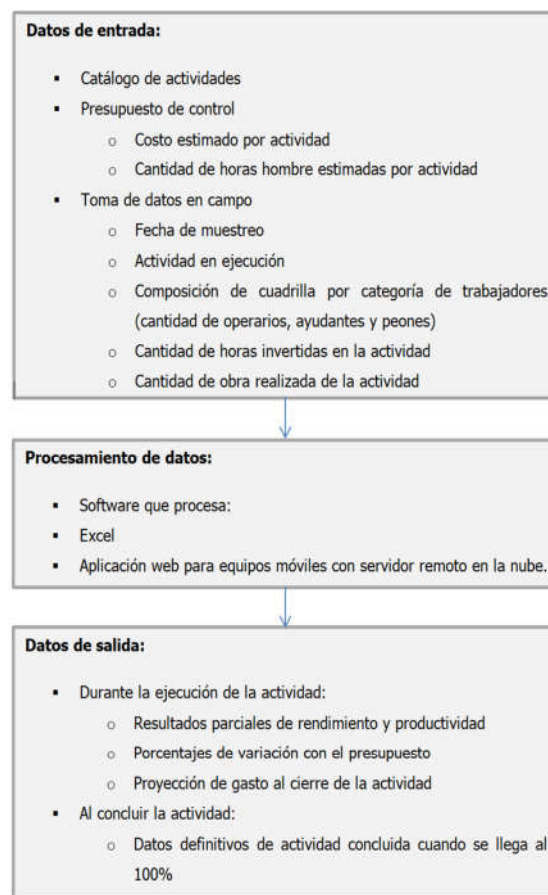 Datos de entrada:
▪ Catálogo de actividades
▪ Presupuesto de control
o Costo estimado por actividad
o Cantidad de horas hombre estimadas por actividad
▪ Toma de datos en campo
o Fecha de muestreo
o Actividad en ejecución
o Composición de cuadrilla por categoría de trabajadores
(cantidad de operarios, ayudantes y peones)
o Cantidad de horas invertidas en la actividad
o Cantidad de obra realizada de la actividad
Procesamiento de datos:
▪ Software que procesa:
▪ Excel
▪ Aplicación web para equipos móviles con servidor remoto en la nube.
Datos de salida:
▪ Durante la ejecución de la actividad:
o Resultados parciales de rendimiento y productividad
o Porcentajes de variación con el presupuesto
o Proyección de gasto al cierre de la actividad
▪ Al concluir la actividad:
o Datos definitivos de actividad concluida cuando se llega al
100%